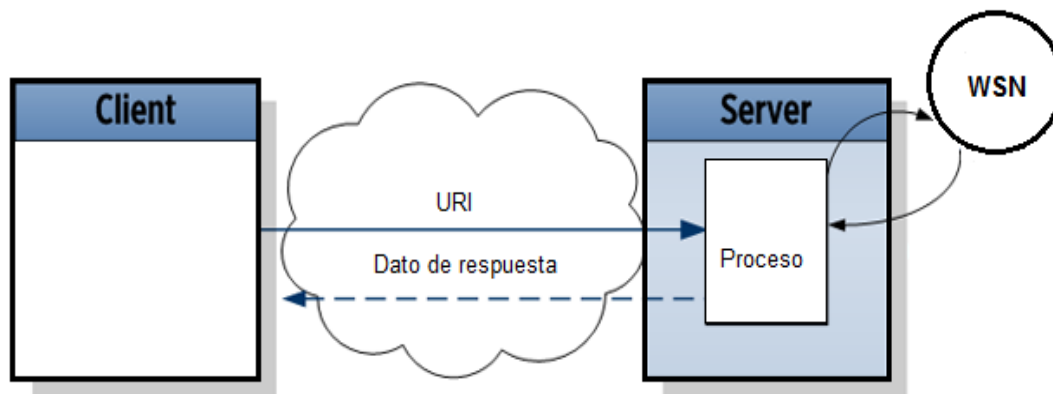 Client
Server
WSN
URI
Dato de respuesta
Proceso